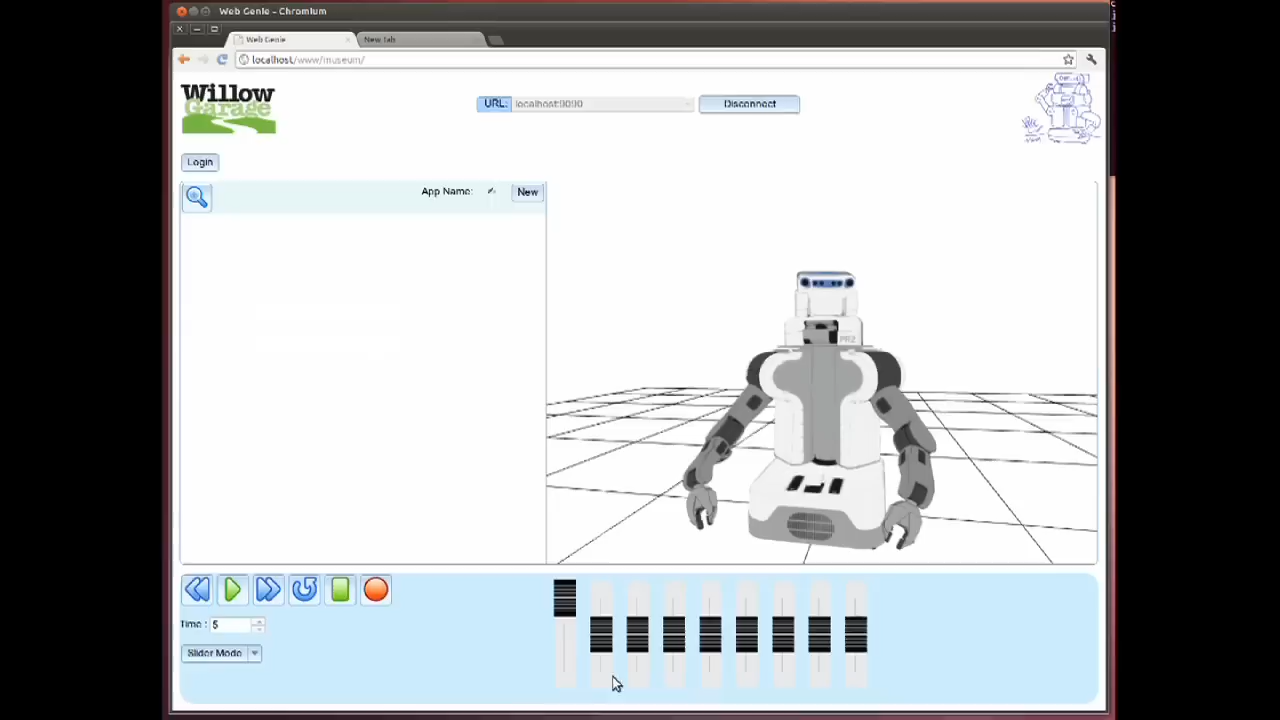 Web Genie - Chromium
Web Genie
New Tab
localhost/www/museum/
Willow
Garage
URL:
localhost:9090
Disconnect
Login
App Name:
New
PR2
Time :
5
Slider Mode